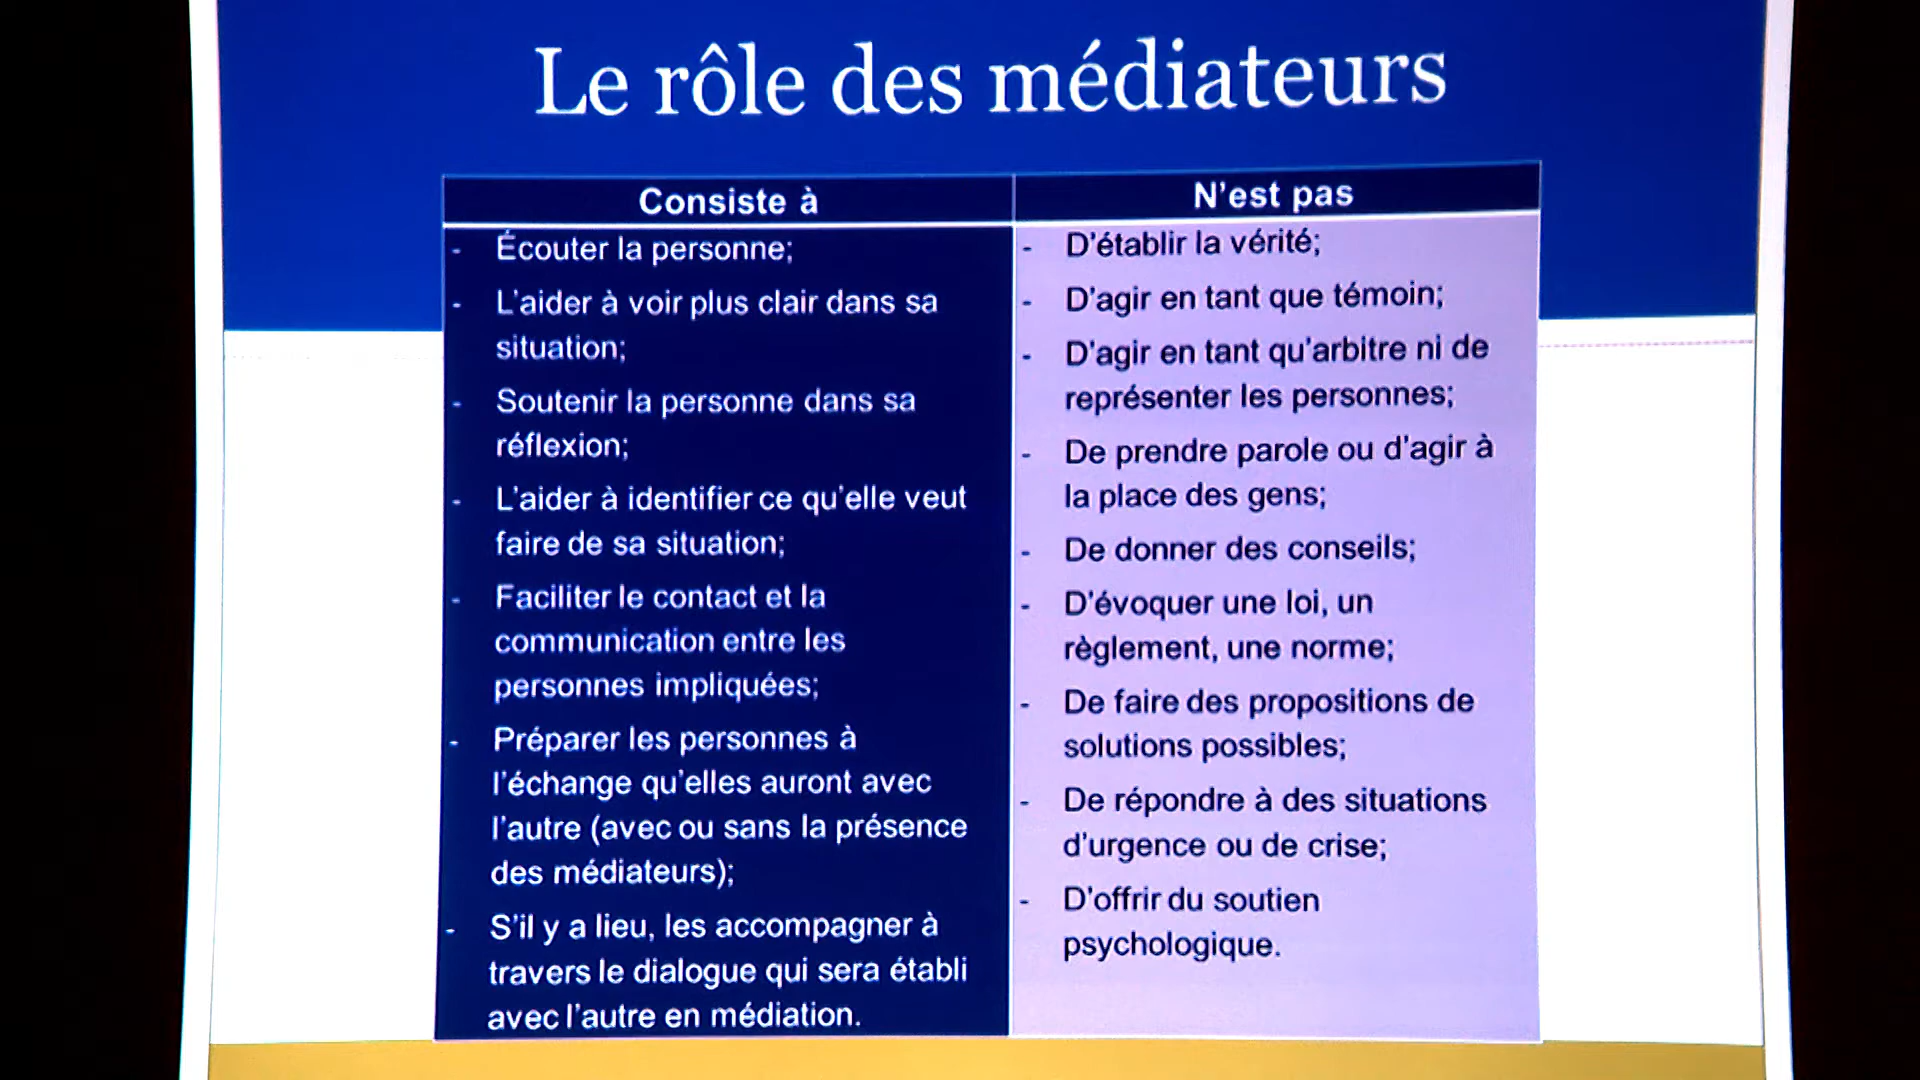 Le rôle des médiateurs
Consiste à
- Écouter la personne;
- L'aider à voir plus clair dans sa
situation;
- Soutenir la personne dans sa
réflexion;
- L'aider à identifier ce qu'elle veut
faire de sa situation;
- Faciliter le contact et la
communication entre les
personnes impliquées;
- Préparer les personnes à
l'échange qu'elles auront avec
l'autre (avec ou sans la présence
des médiateurs);
- S'il y a lieu, les accompagner à
travers le dialogue qui sera établi
avec l'autre en médiation.
N'est pas
- D'établir la vérité;
- D'agir en tant que témoin;
- D'agir en tant qu'arbitre ni de
représenter les personnes;
- De prendre parole ou d'agir à
la place des gens;
- De donner des conseils;
- D'évoquer une loi, un
règlement, une norme;
- De faire des propositions de
solutions possibles;
- De répondre à des situations
d'urgence ou de crise;
- D'offrir du soutien
psychologique.